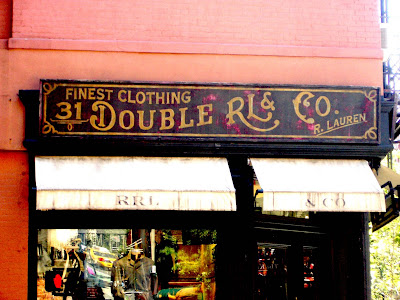 FINEST CLOTHING
31 DOUBLE RL & CO.
R. LAUREN
RRL & CO